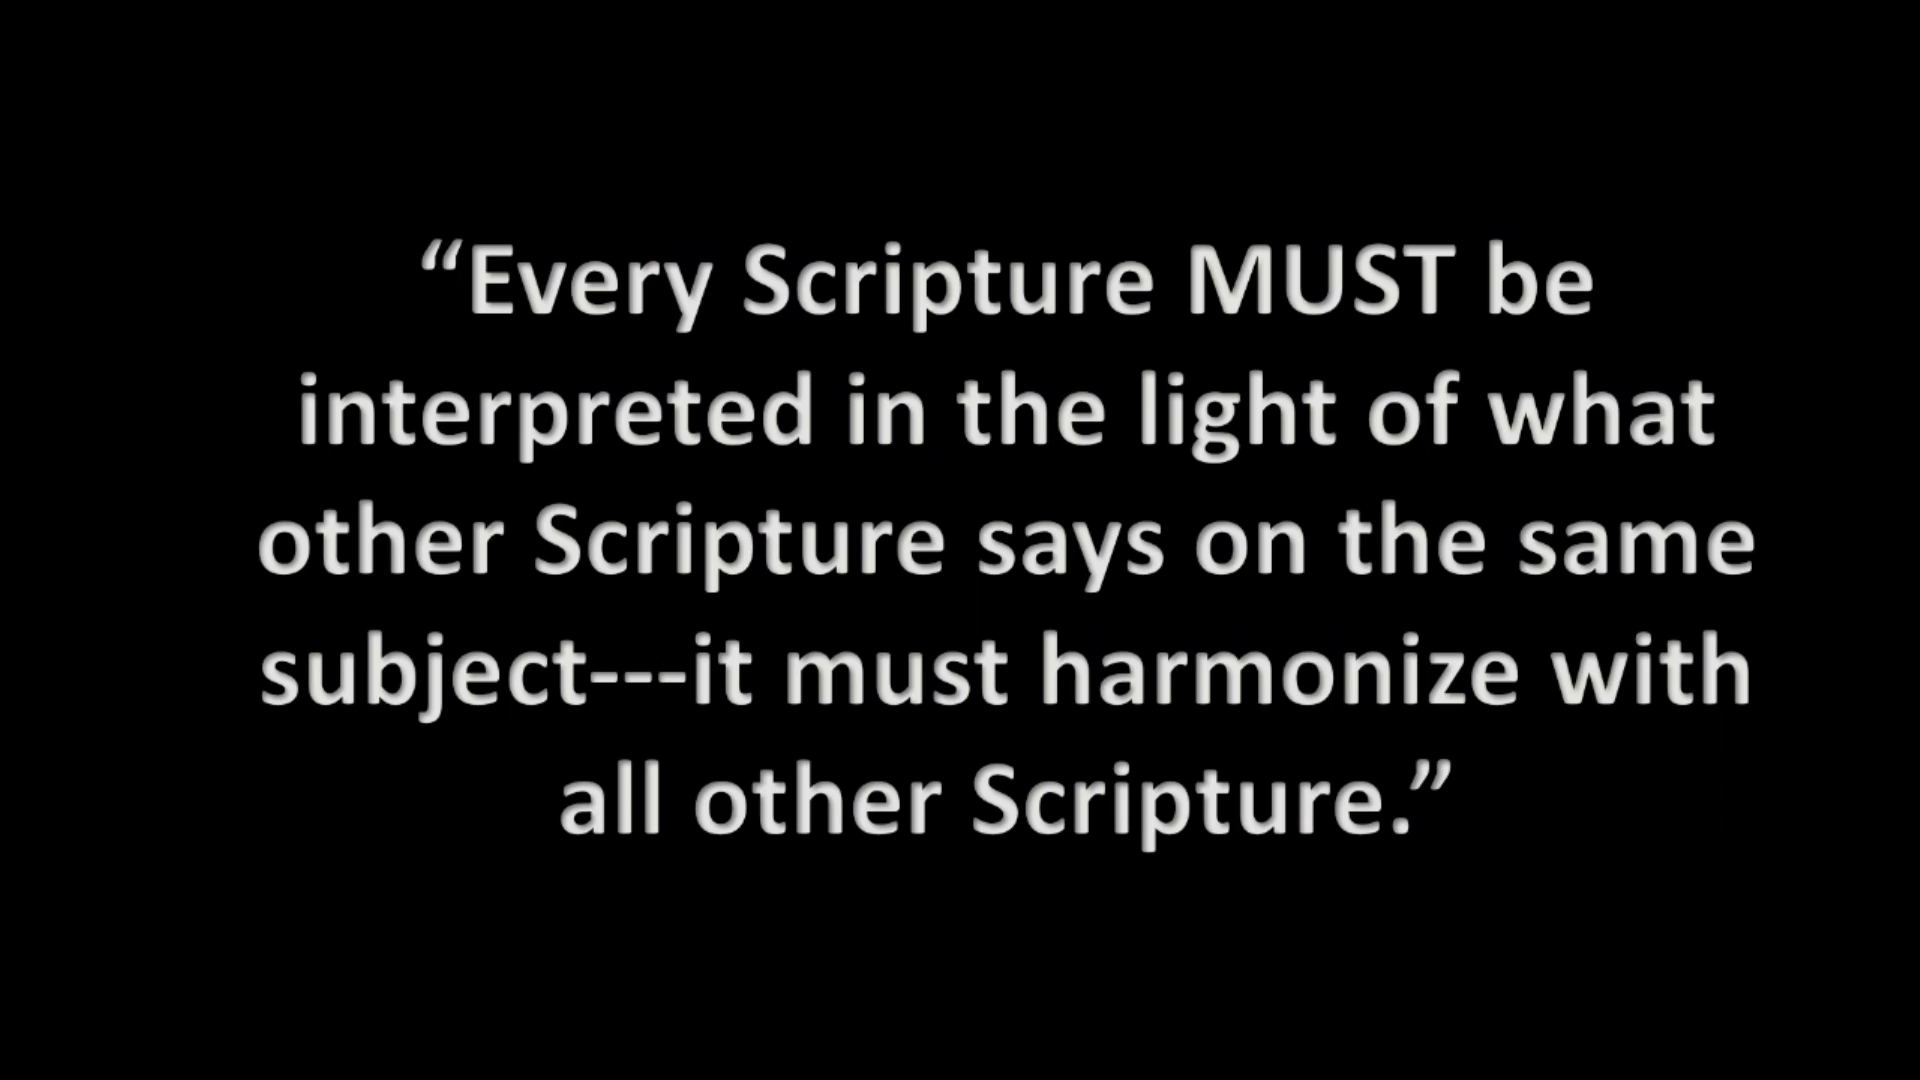 “Every Scripture MUST be
interpreted in the light of what
other Scripture says on the same
subject---it must harmonize with
all other Scripture.”